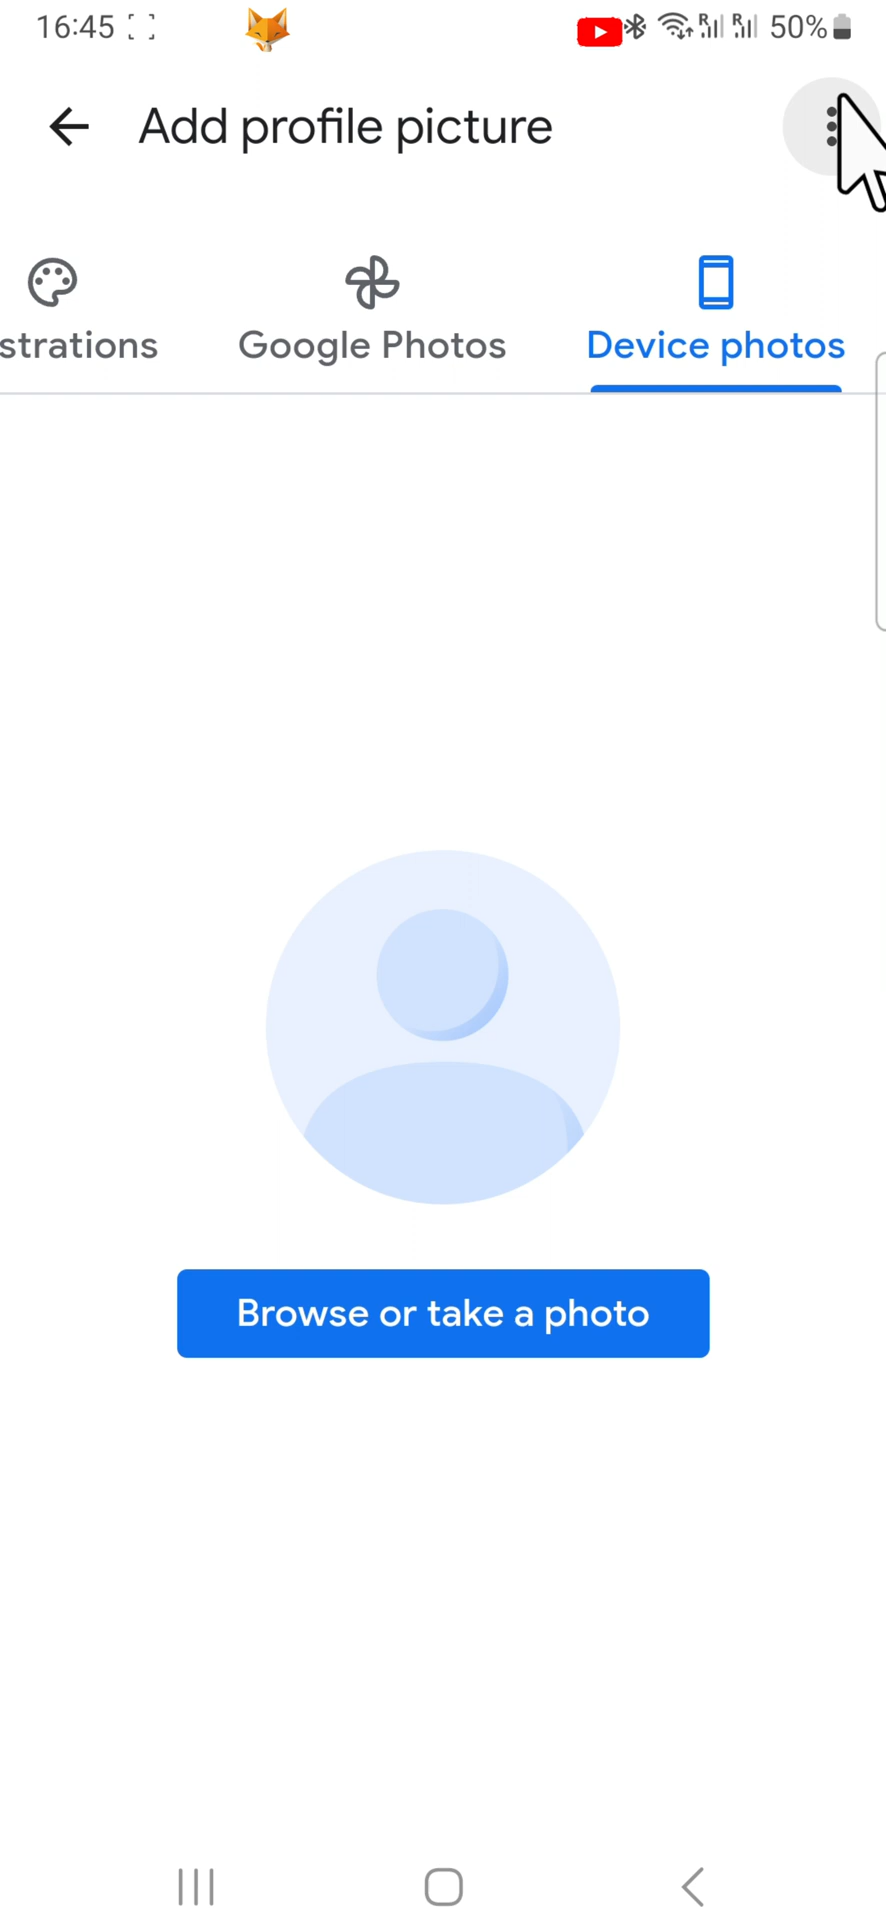 16:45
50%
Add profile picture
strations
Google Photos
Device photos
Browse or take a photo